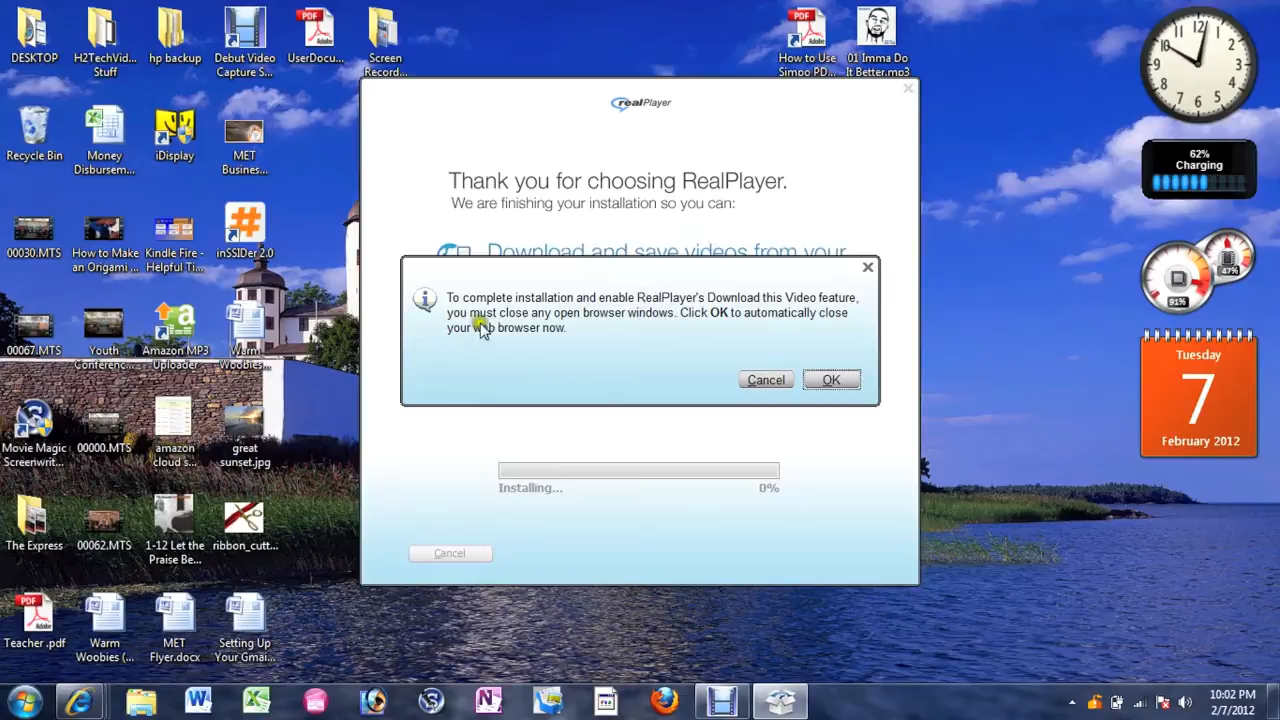 DESKTOP
H2TechVid...
Stuff
hp backup
Debut Video
Capture S...
UserDocu...
Screen
Record...
How to Use
Simpo PD...
01 Imma Do
It Better.mp3
Recycle Bin
Money
Disbursem...
iDisplay
MET
Busines...
00030.MTS
How to Make
an Origami ...
Kindle Fire -
Helpful Ti...
inSSIDer 2.0
00067.MTS
Youth
Conferenc...
Amazon MP3
Uploader
Warm
Woobies...
Movie Magic
Screenwrit...
00000.MTS
amazon
cloud s...
great
sunset.jpg
The Express
00062.MTS
1-12 Let the
Praise Be...
ribbon_cutt...
Teacher .pdf
Warm
Woobies (...
MET
Flyer.docx
Setting Up
Your Gmai...
realPlayer
Thank you for choosing RealPlayer.
We are finishing your installation so you can:
Download and save videos from your
To complete installation and enable RealPlayer's Download this Video feature,
you must close any open browser windows. Click OK to automatically close
your browser now.
Cancel
OK
Installing...
0%
Cancel
62%
Charging
47%
91%
Tuesday
7
February 2012
10:02 PM
2/7/2012